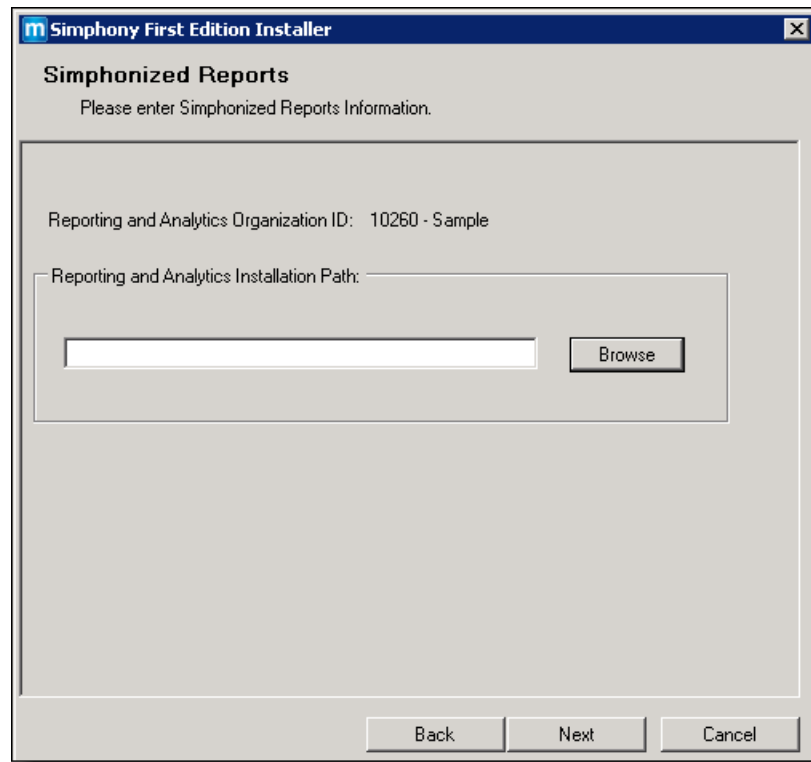 m Simphony First Edition Installer
Simphonized Reports
Please enter Simphonized Reports Information.
Reporting and Analytics Organization ID: 10260 - Sample
Reporting and Analytics Installation Path:
Browse
Back Next Cancel